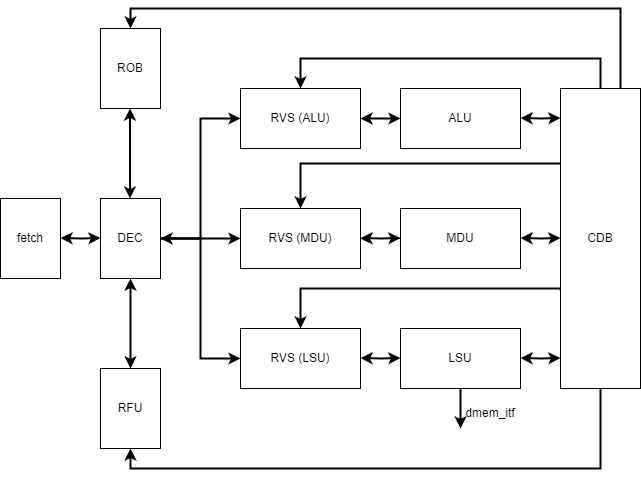 ROB
RVS (ALU)
ALU
fetch
DEC
RVS (MDU)
MDU
CDB
RVS (LSU)
LSU
RFU
dmem_itf